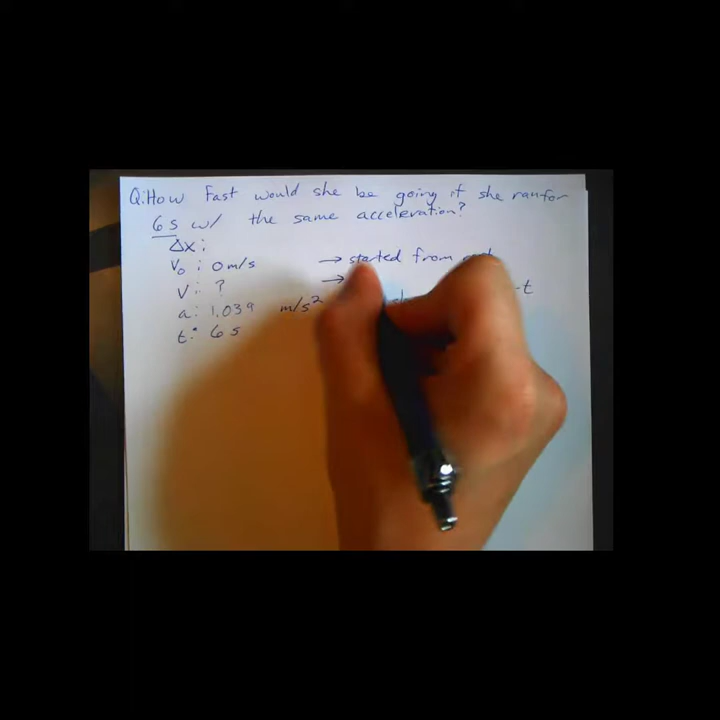 Q: How Fast would she be going if she ran for
6 s w/ the same acceleration?
Δx:
V₀: 0 m/s → started from
V: ? →
a: 1.039 m/s²
t: 6 s